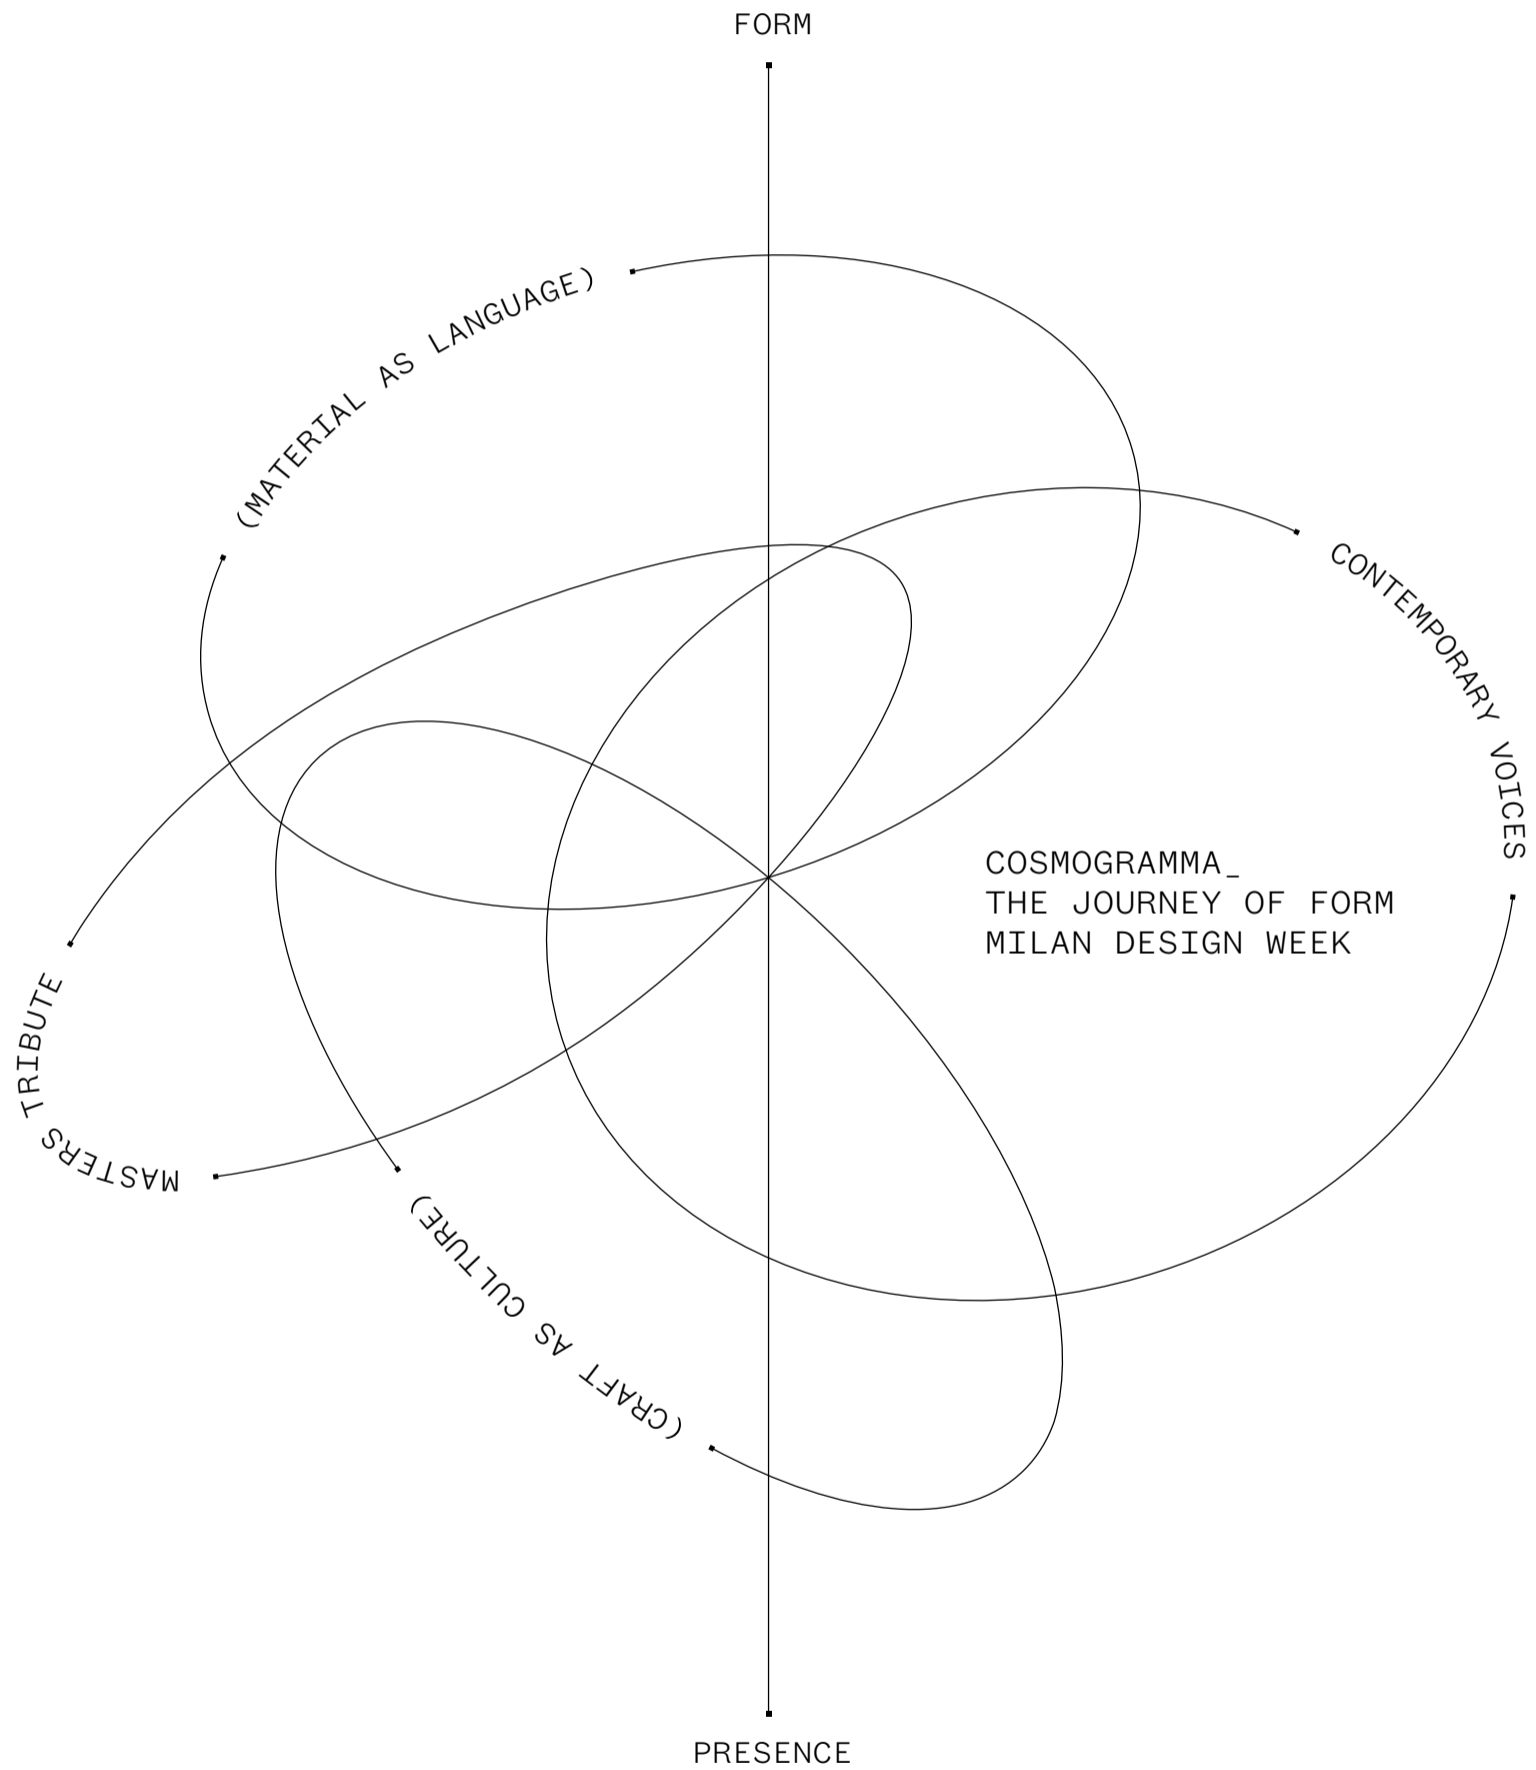 FORM
(MATERIAL AS LANGUAGE)
CONTEMPORARY VOICES
COSMOGRAMMA_
THE JOURNEY OF FORM
MILAN DESIGN WEEK
MASTERS TRIBUTE
(CRAFT AS CULTURE)
PRESENCE